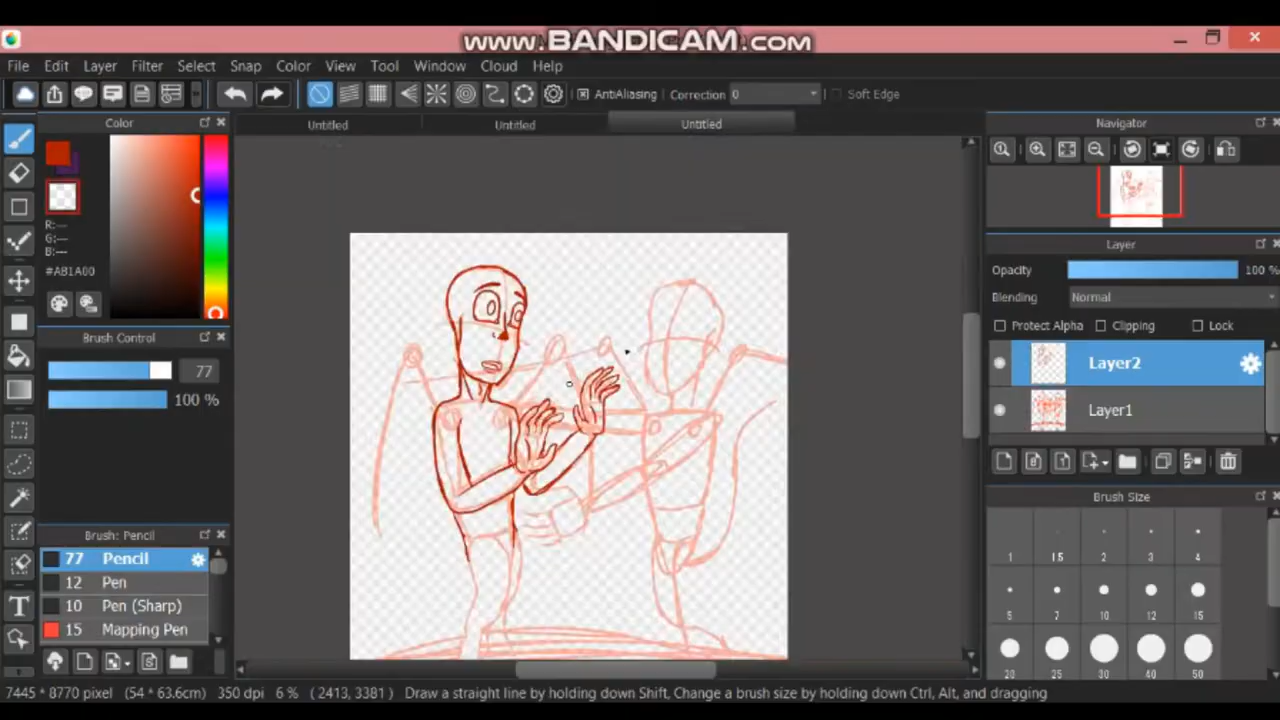 www.BANDICAM.com
File Edit Layer Filter Select Snap Color View Tool Window Cloud Help
AntiAliasing Correction 0 Soft Edge
Color
Untitled Untitled Untitled
Navigator
R:---
G:---
B:---
#AB1A00
Layer
Opacity 100 %
Blending Normal
Protect Alpha Clipping Lock
Brush Control
77
100 %
Layer2
Layer1
Brush Size
1 1.5 2 3 4
5 7 10 12 15
20 25 30 40 50
Brush: Pencil
77 Pencil
12 Pen
10 Pen (Sharp)
15 Mapping Pen
7445 * 8770 pixel (54 * 63.6cm) 350 dpi 6 % ( 2413, 3381 ) Draw a straight line by holding down Shift, Change a brush size by holding down Ctrl, Alt, and dragging